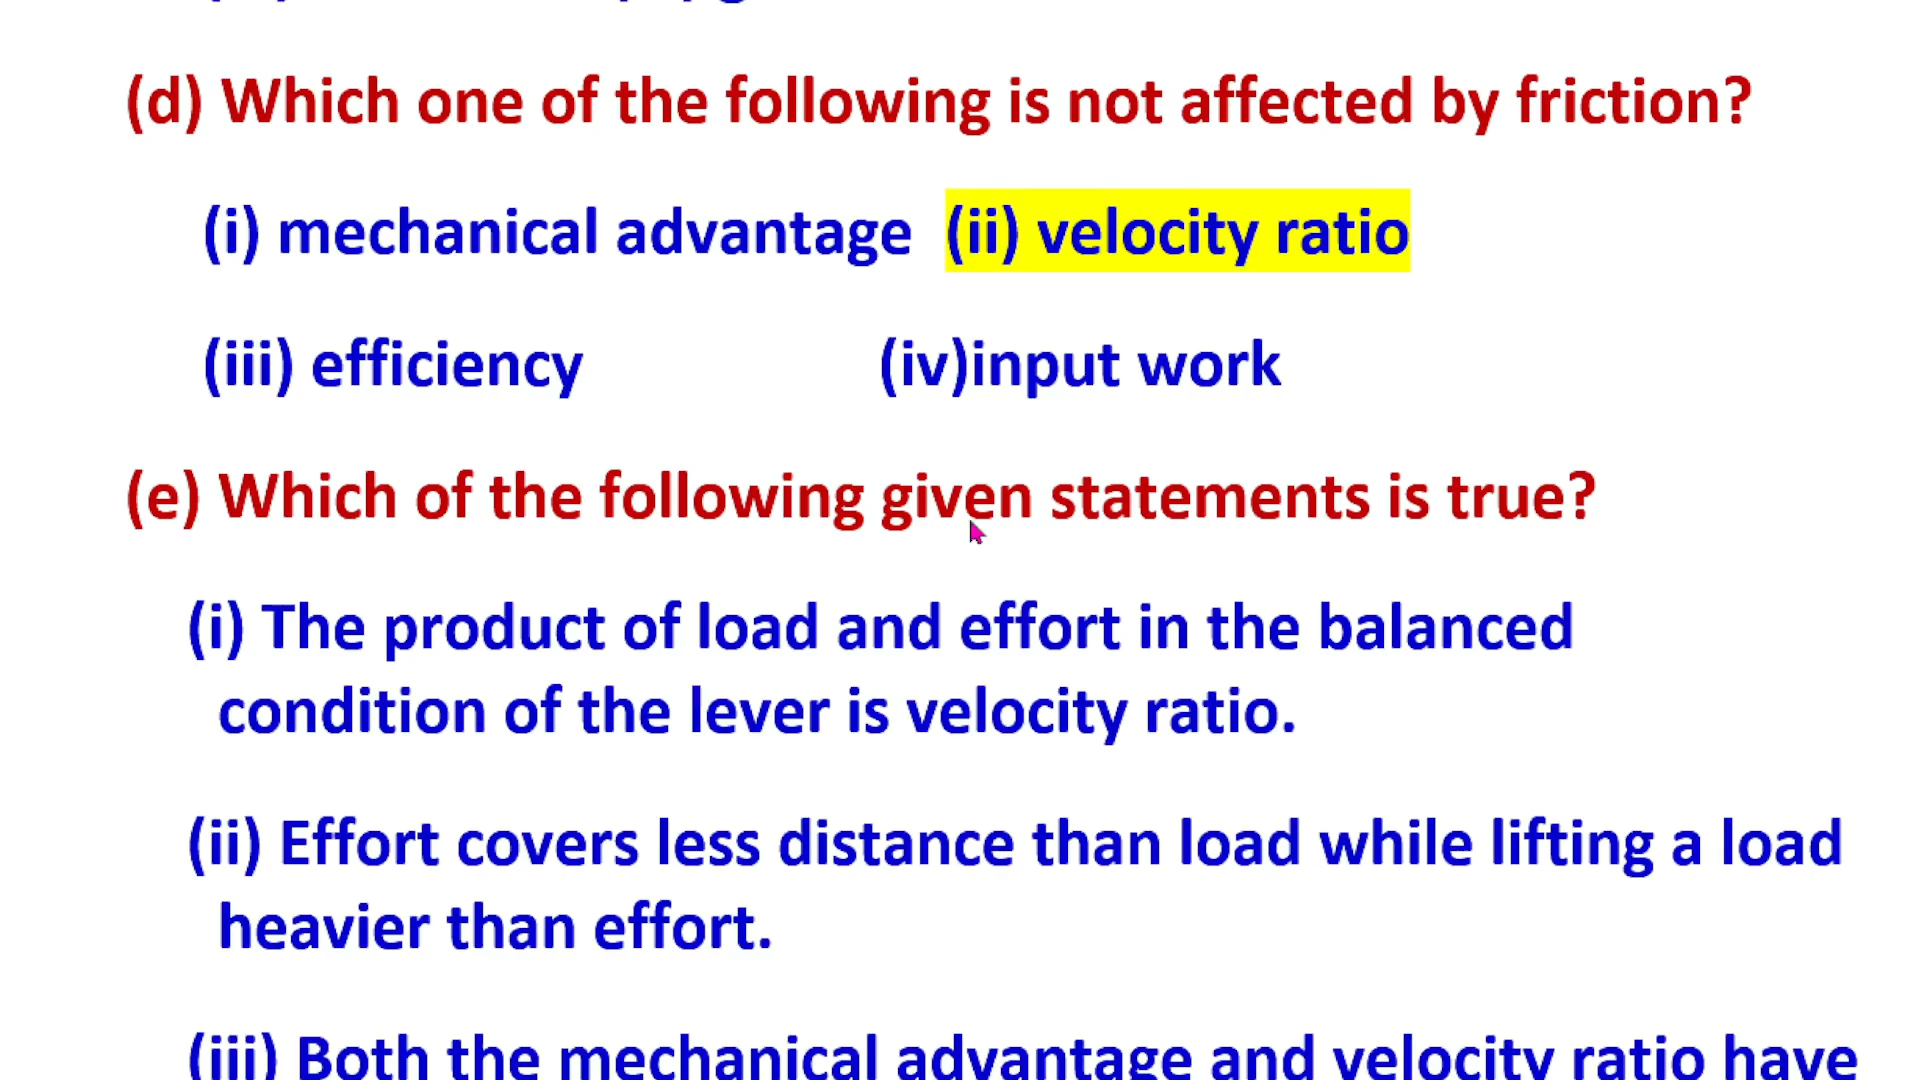 (d) Which one of the following is not affected by friction?
(i) mechanical advantage (ii) velocity ratio
(iii) efficiency (iv)input work
(e) Which of the following given statements is true?
(i) The product of load and effort in the balanced
condition of the lever is velocity ratio.
(ii) Effort covers less distance than load while lifting a load
heavier than effort.
(iii) Both the mechanical advantage and velocity ratio have